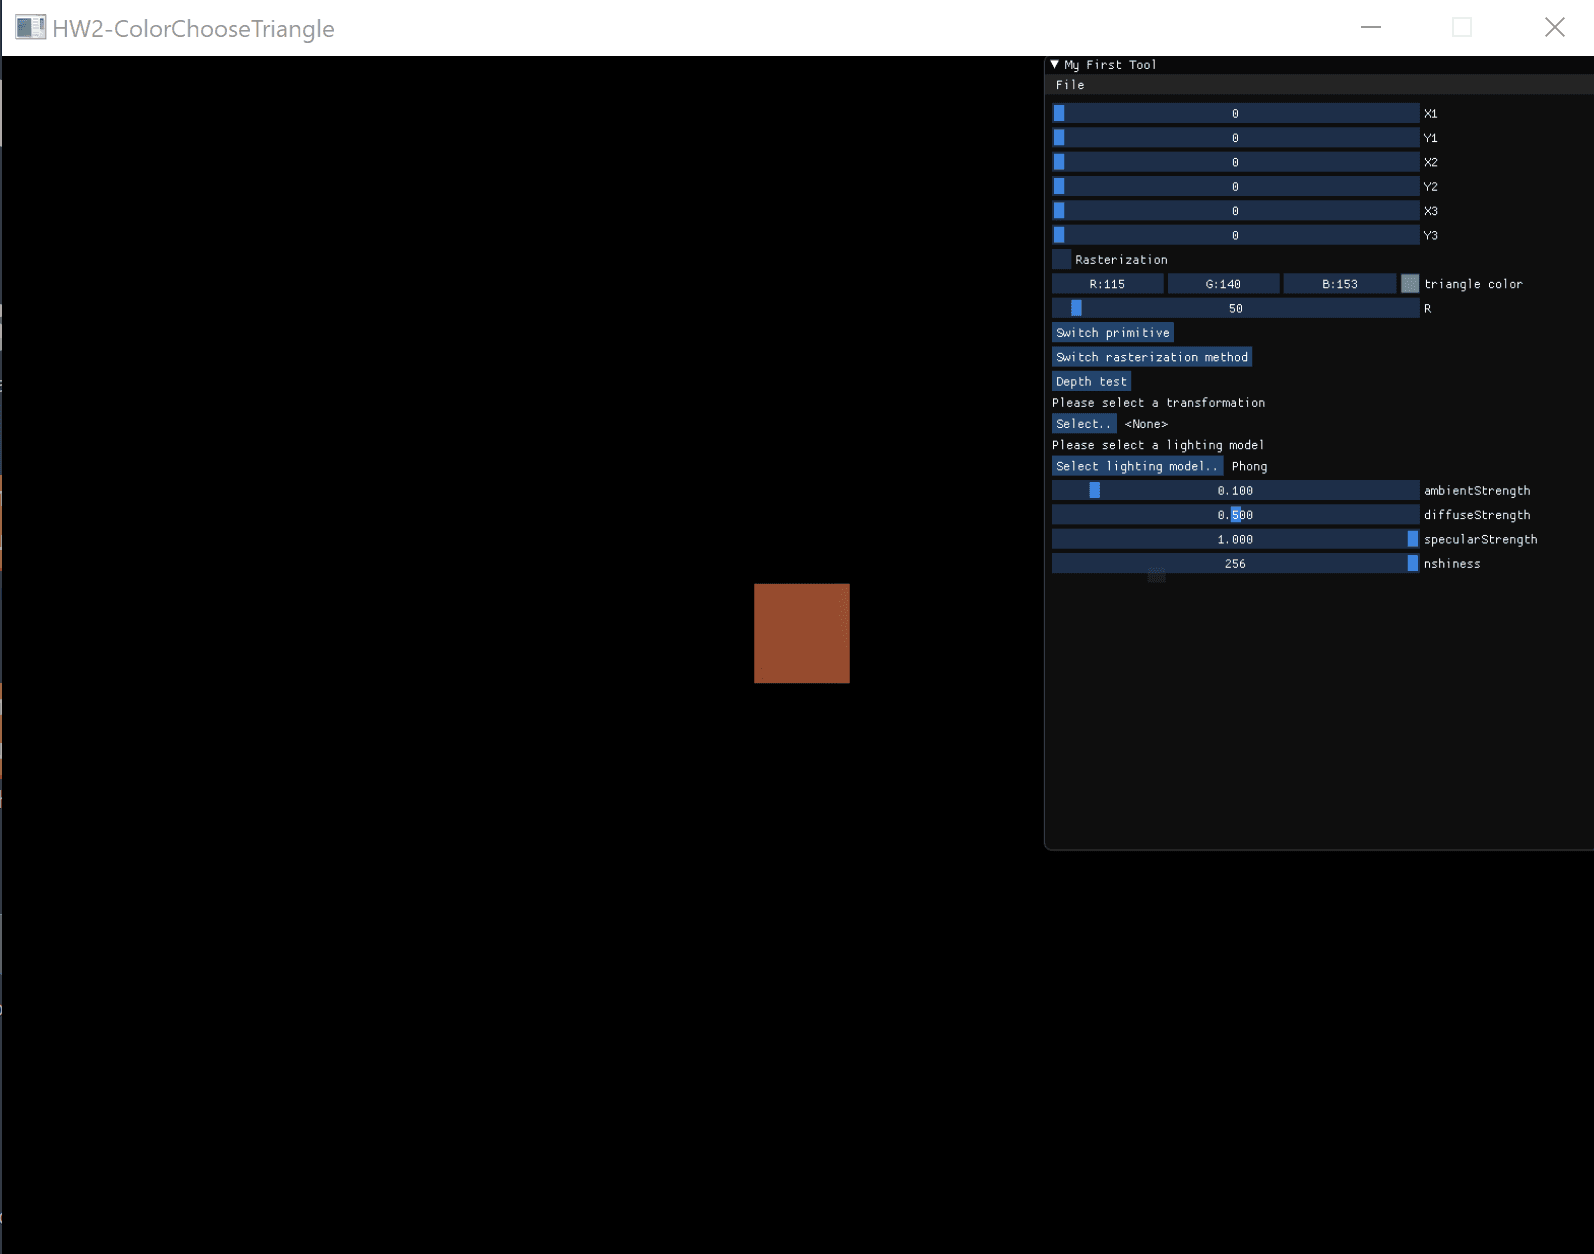 HW2-ColorChooseTriangle
My First Tool
File
0 X1
0 Y1
0 X2
0 Y2
0 X3
0 Y3
Rasterization
R:115 G:140 B:153 triangle color
50 R
Switch primitive
Switch rasterization method
Depth test
Please select a transformation
Select.. <None>
Please select a lighting model
Select lighting model.. Phong
0.100 ambientStrength
0.500 diffuseStrength
1.000 specularStrength
256 nshiness